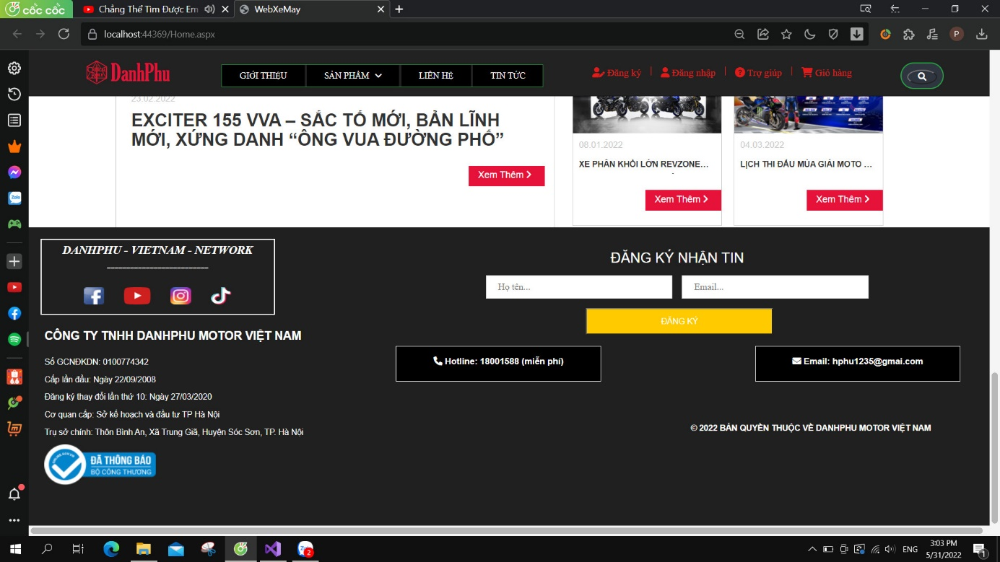 cốc cốc
Chẳng Thể Tìm Được Em
WebXeMay
localhost:44369/Home.aspx
P
DanhPhu
GIỚI THIỆU
SẢN PHẨM
LIÊN HỆ
TIN TỨC
Đăng ký
Đăng nhập
Trợ giúp
Giỏ hàng
23.02.2022
EXCITER 155 VVA – SẮC TỐ MỚI, BẢN LĨNH
MỚI, XỨNG DANH “ÔNG VUA ĐƯỜNG PHỐ”
Xem Thêm
08.01.2022
XE PHÂN KHỐI LỚN REVZONE...
Xem Thêm
04.03.2022
LỊCH THI ĐẤU MÙA GIẢI MOTO ...
Xem Thêm
DANHPHU - VIETNAM - NETWORK
---------------------------
CÔNG TY TNHH DANHPHU MOTOR VIỆT NAM
Số GCNĐKDN: 0100774342
Cấp lần đầu: Ngày 22/09/2008
Đăng ký thay đổi lần thứ 10: Ngày 27/03/2020
Cơ quan cấp: Sở kế hoạch và đầu tư TP Hà Nội
Trụ sở chính: Thôn Bình An, Xã Trung Giã, Huyện Sóc Sơn, TP. Hà Nội
ĐÃ THÔNG BÁO
BỘ CÔNG THƯƠNG
ĐĂNG KÝ NHẬN TIN
Họ tên...
Email...
ĐĂNG KÝ
Hotline: 18001588 (miễn phí)
Email: hphu1235@gmai.com
© 2022 BẢN QUYỀN THUỘC VỀ DANHPHU MOTOR VIỆT NAM
Zalo
2
ENG
3:03 PM
5/31/2022
1